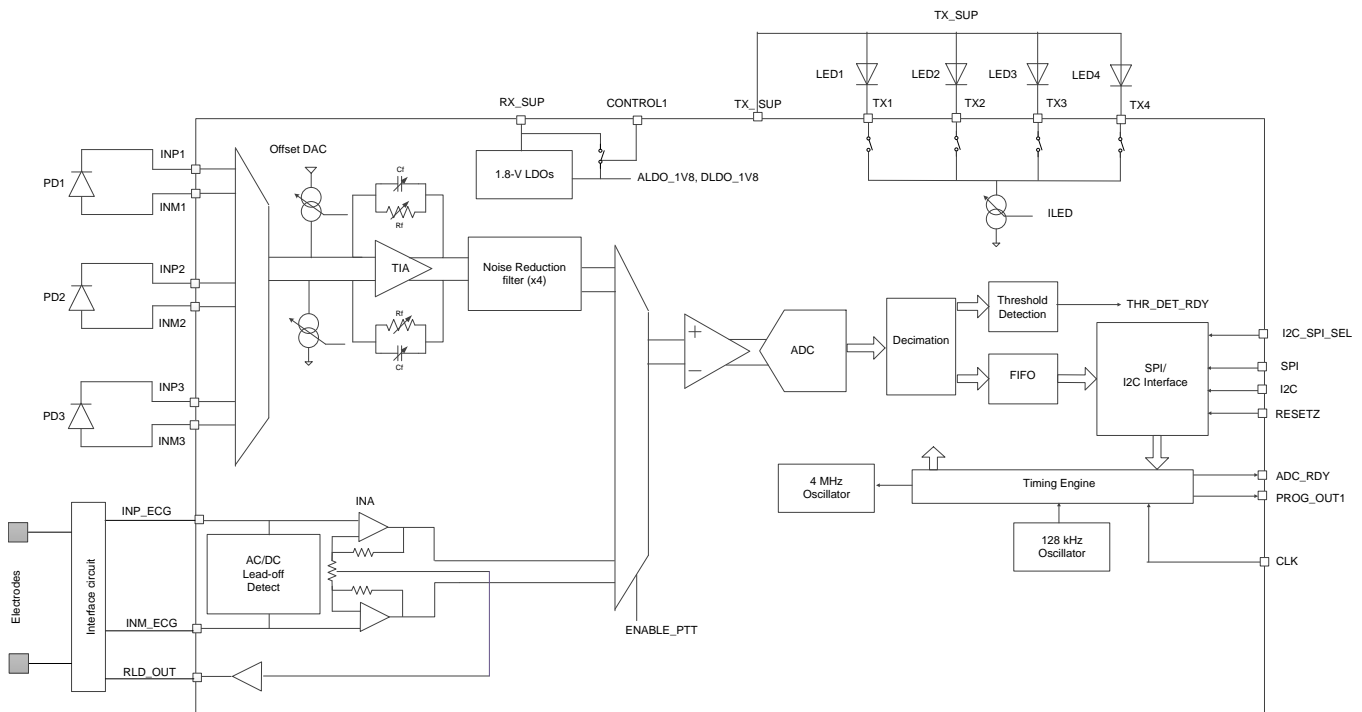 TX_SUP
LED1
LED2
LED3
LED4
RX_SUP
CONTROL1
TX_SUP
TX1
TX2
TX3
TX4
INP1
PD1
INM1
Offset DAC
Cf
Rf
1.8-V LDOs
ALDO_1V8, DLDO_1V8
ILED
INP2
PD2
INM2
TIA
Noise Reduction
filter (x4)
Rf
Cf
Threshold
Detection
THR_DET_RDY
ADC
Decimation
FIFO
SPI/
I2C Interface
I2C_SPI_SEL
SPI
I2C
RESETZ
INP3
PD3
INM3
4 MHz
Oscillator
Timing Engine
ADC_RDY
PROG_OUT1
128 kHz
Oscillator
CLK
INP_ECG
INA
AC/DC
Lead-off
Detect
Electrodes
Interface circuit
INM_ECG
ENABLE_PTT
RLD_OUT